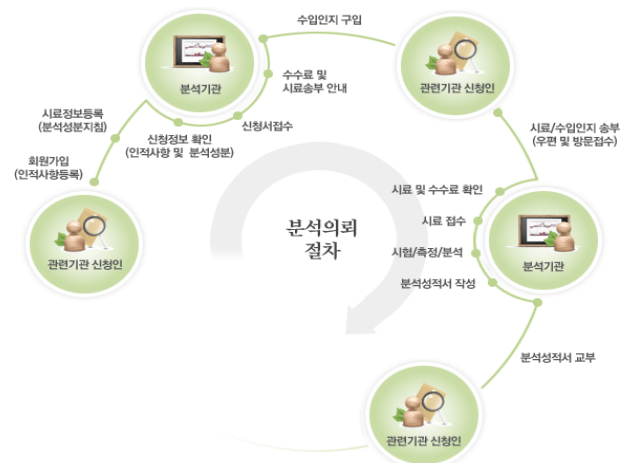 수입인지 구입
분석기관
관련기관 신청인
수수료 및
시료송부 안내
시료정보등록
(분석성분지침)
신청서접수
신청정보 확인
(인적사항 및 분석성분)
시료/수입인지 송부
(우편 및 방문접수)
회원가입
(인적사항등록)
관련기관 신청인
분석의뢰
절차
시료 및 수수료 확인
시료 접수
시험/측정/분석
분석성적서 작성
분석기관
분석성적서 교부
관련기관 신청인